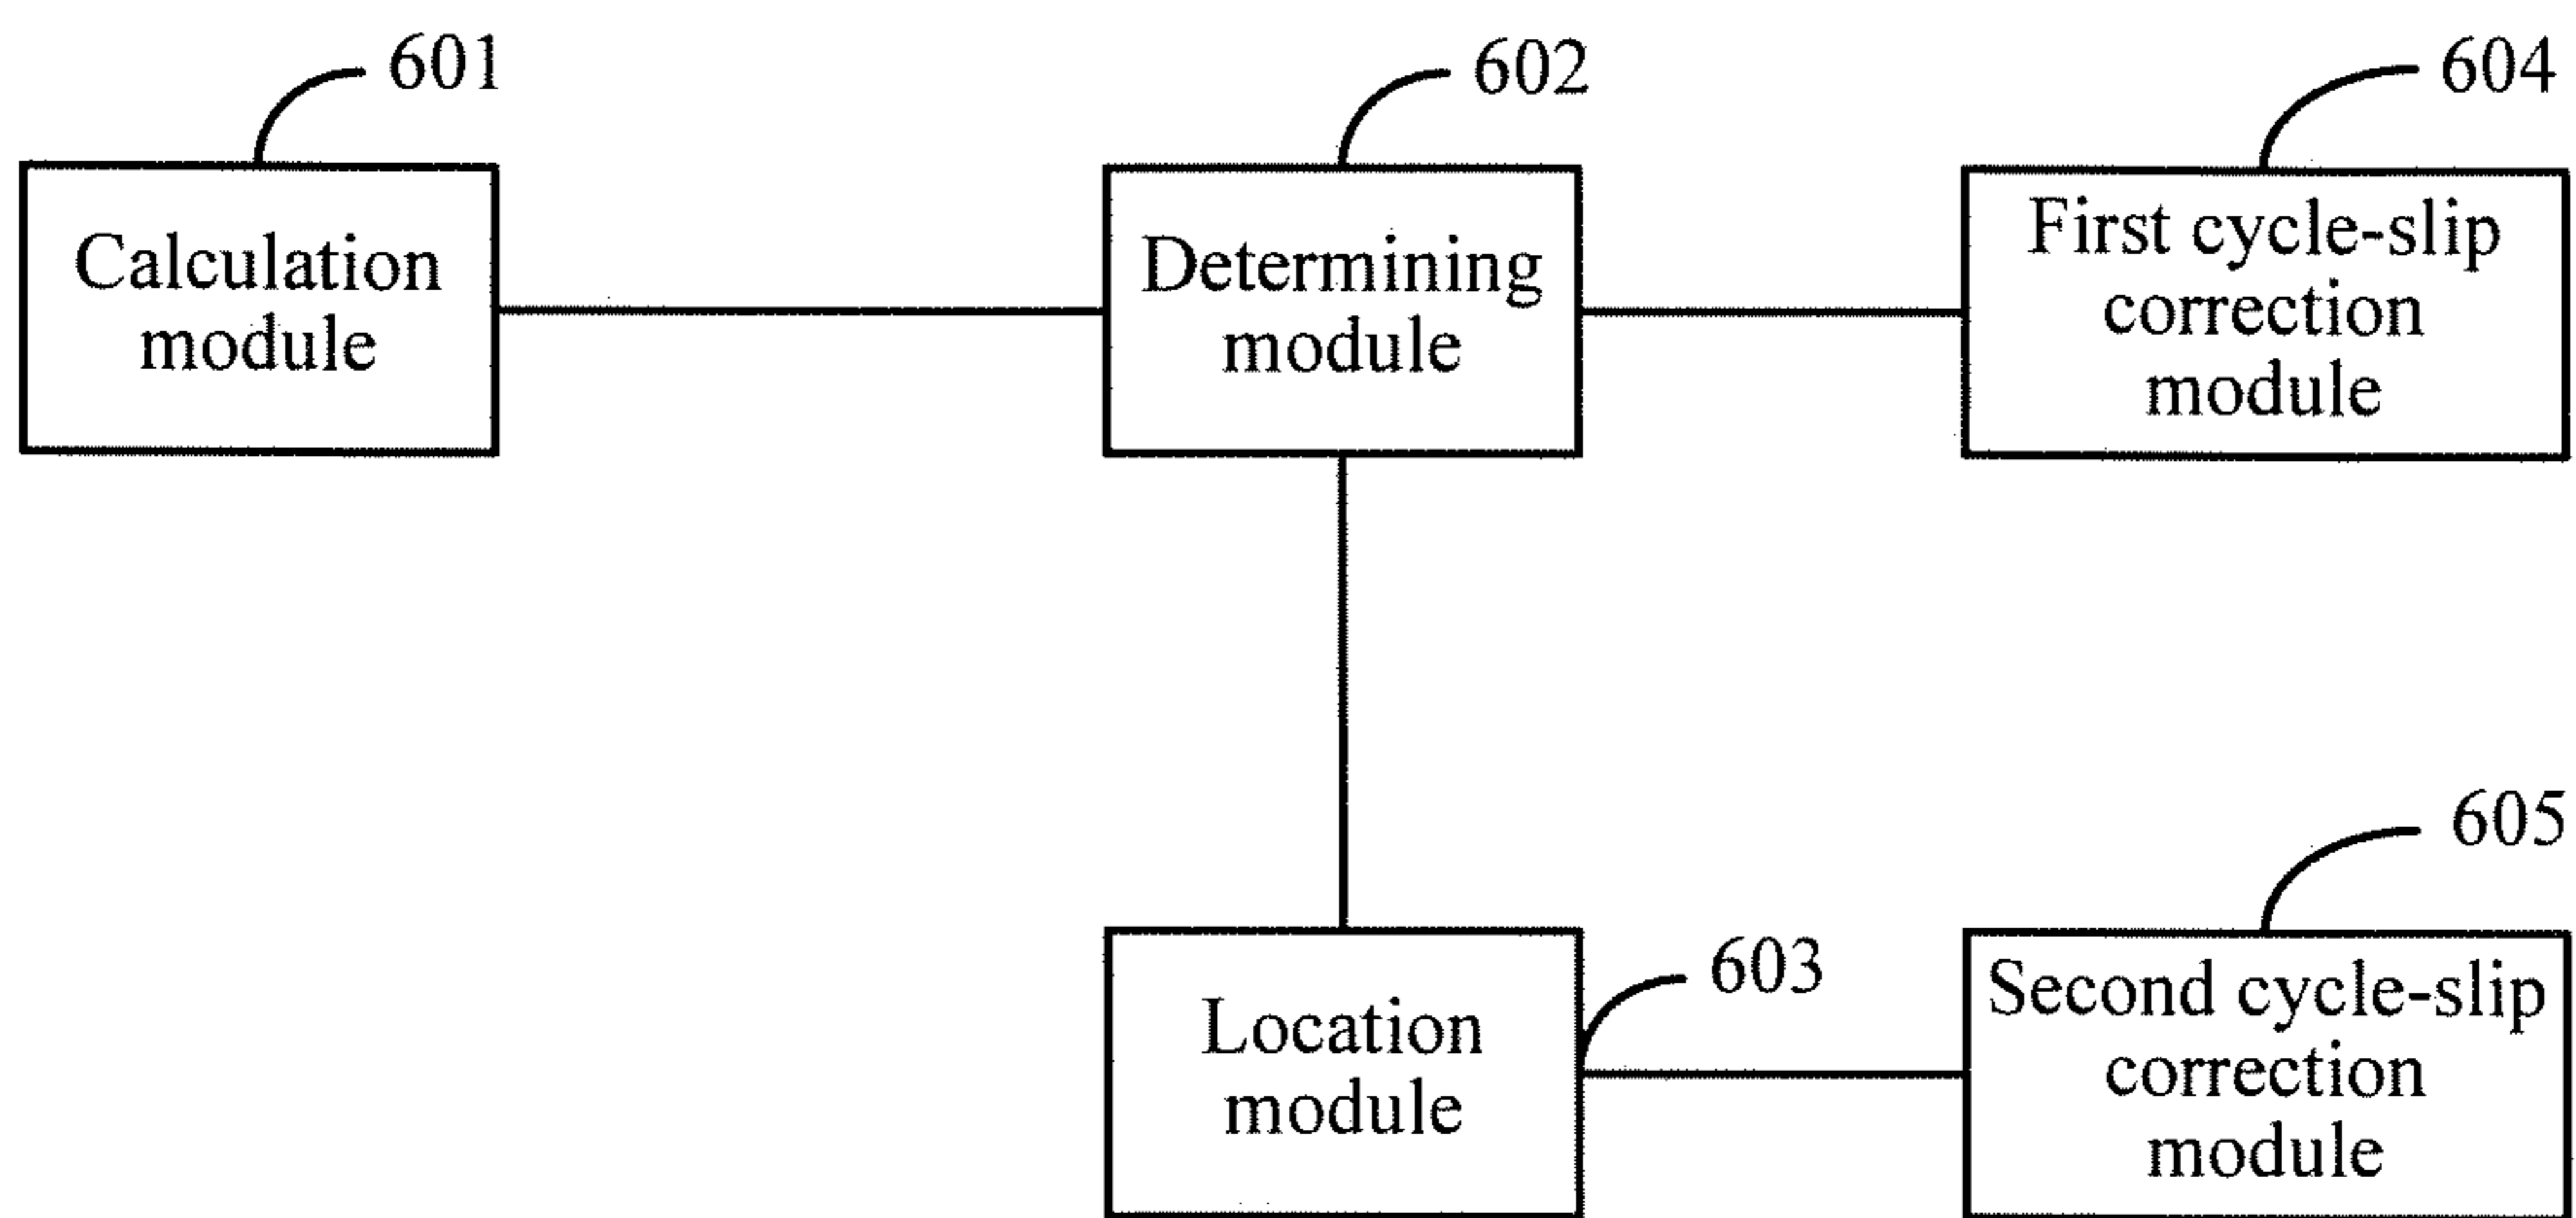 601
602
604
Calculation
module
Determining
module
First cycle-slip
correction
module
605
603
Location
module
Second cycle-slip
correction
module